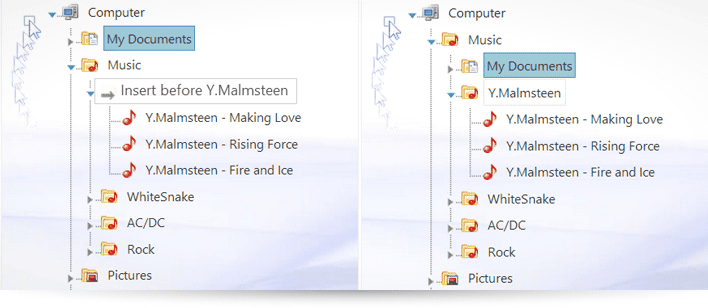 Computer
My Documents
Music
Insert before Y.Malmsteen
Y.Malmsteen - Making Love
Y.Malmsteen - Rising Force
Y.Malmsteen - Fire and Ice
WhiteSnake
AC/DC
Rock
Pictures
Computer
Music
My Documents
Y.Malmsteen
Y.Malmsteen - Making Love
Y.Malmsteen - Rising Force
Y.Malmsteen - Fire and Ice
WhiteSnake
AC/DC
Rock
Pictures